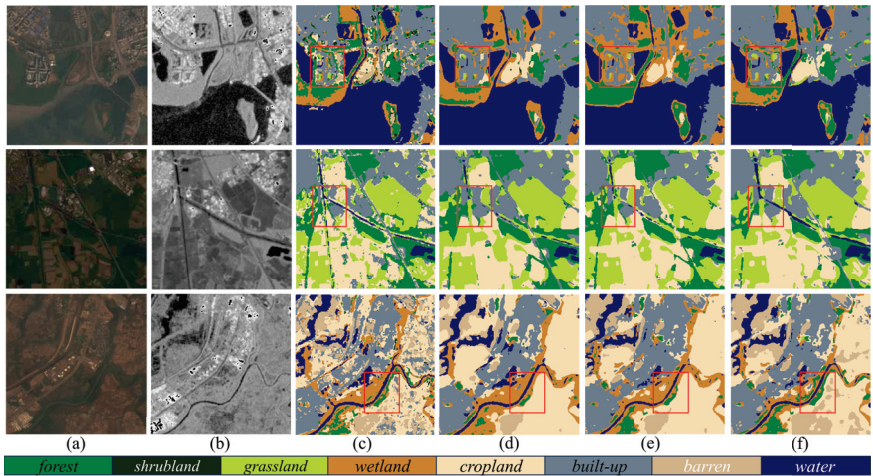 (a) (b) (c) (d) (e) (f)
forest shrubland grassland wetland cropland built-up barren water